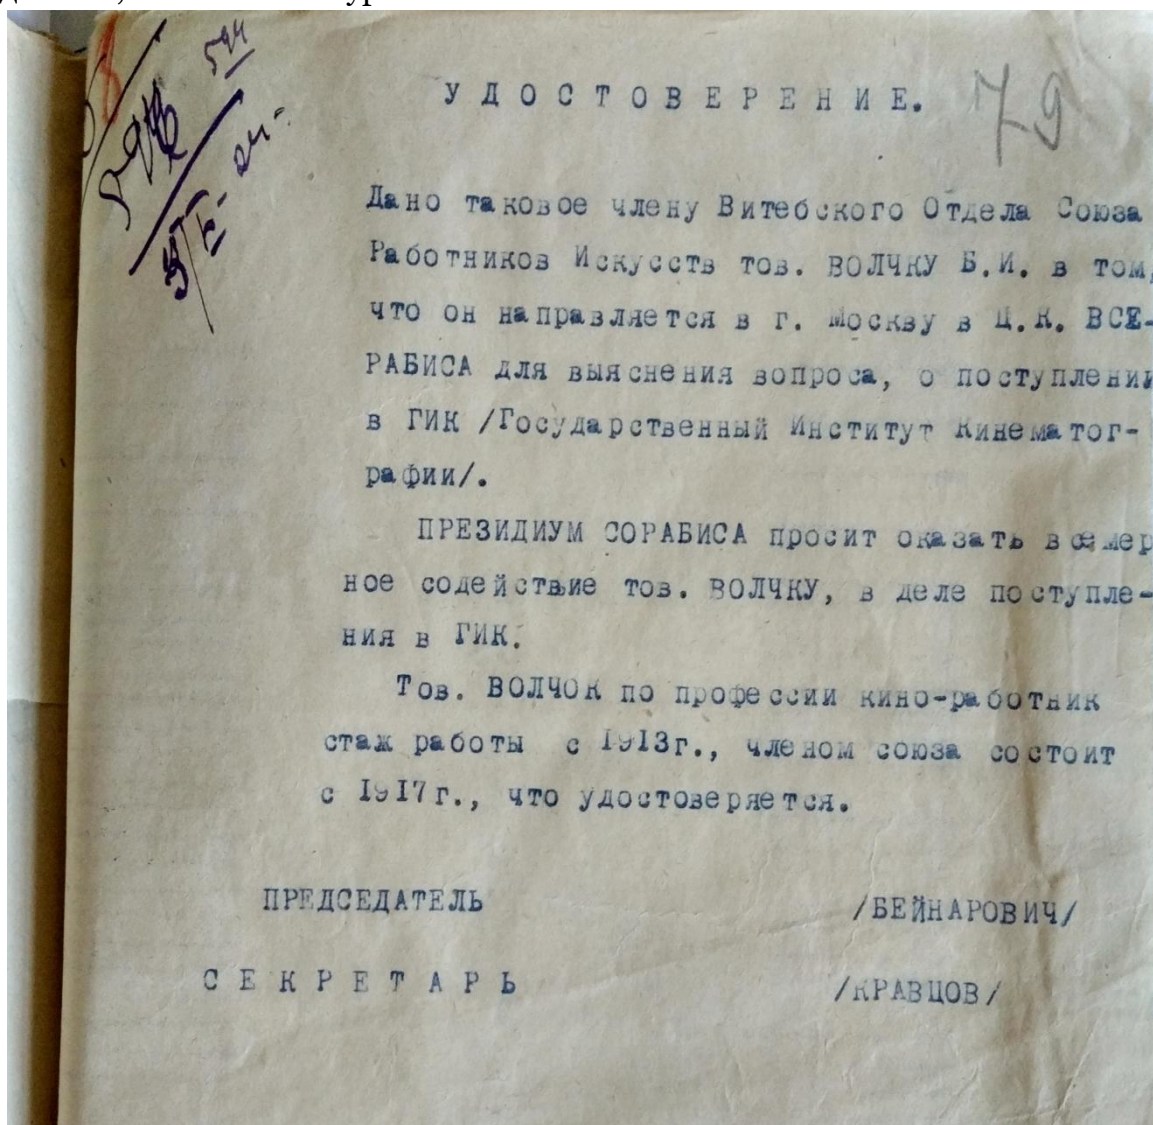 79
УДОСТОВЕРЕНИЕ.
Дано таковое члену Витебского Отдела Союза
Работников Искусств тов. ВОЛЧКУ Б.И. в том,
что он направляется в г. Москву в Ц.К. ВСЕ-
РАБИСА для выяснения вопроса, о поступлении
в ГИК /Государственный Институт Кинематог-
рафии/.
ПРЕЗИДИУМ СОРАБИСА просит оказать всемер
ное содействие тов. ВОЛЧКУ, в деле поступле-
ния в ГИК.
Тов. ВОЛЧОК по профессии кино-работник
стаж работы с 1913г., членом союза состоит
с 1917г., что удостоверяется.
ПРЕДСЕДАТЕЛЬ /БЕЙНАРОВИЧ/
СЕКРЕТАРЬ /КРАВЦОВ/